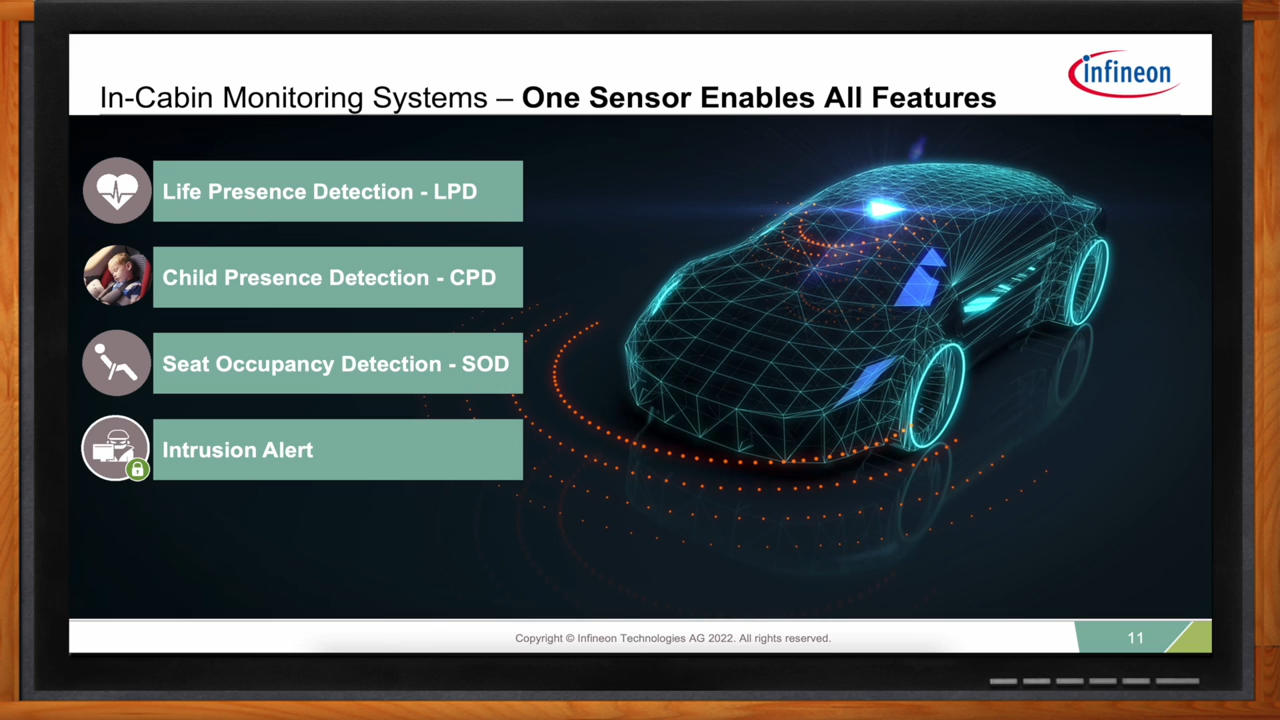 infineon
In-Cabin Monitoring Systems – One Sensor Enables All Features
Life Presence Detection - LPD
Child Presence Detection - CPD
Seat Occupancy Detection - SOD
Intrusion Alert
Copyright © Infineon Technologies AG 2022. All rights reserved.
11